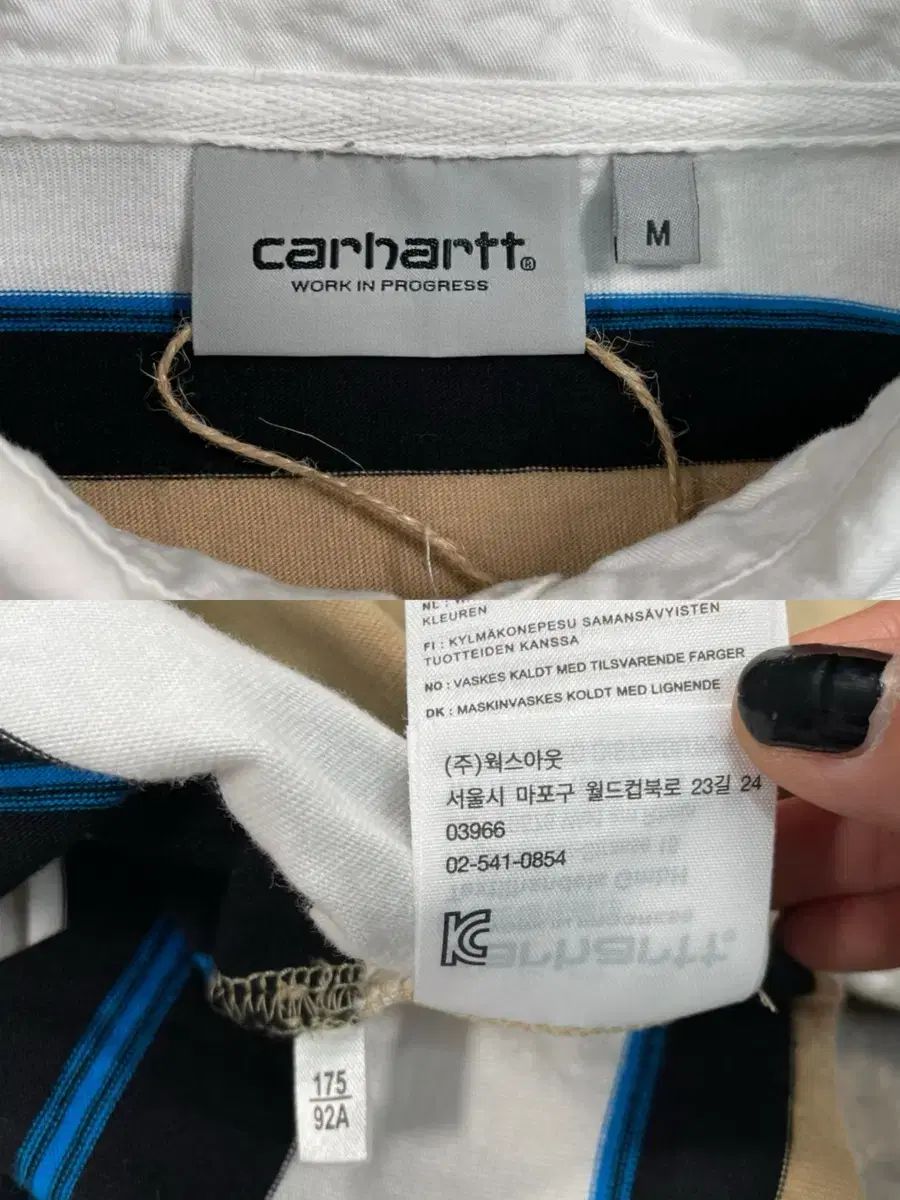 carhartt®
WORK IN PROGRESS
M
KLEUREN
FI : KYLMÄKONEPESU SAMANSÄVYISTEN
TUOTTEIDEN KANSSA
NO : VASKES KALDT MED TILSVARENDE FARGER
DK : MASKINVASKES KOLDT MED LIGNENDE
(주)웍스아웃
서울시 마포구 월드컵북로 23길 24
03966
02-541-0854
KC
175
92A